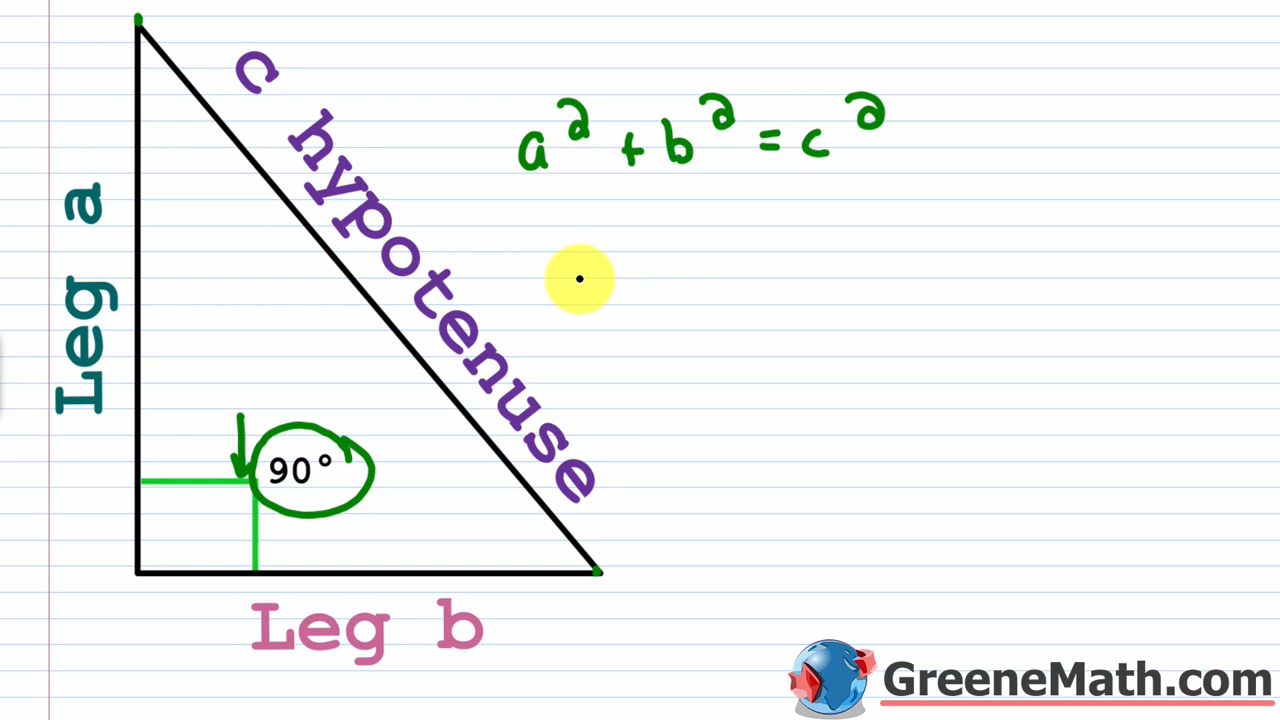 a² + b² = c²
c hypotenuse
Leg a
90°
Leg b
GreeneMath.com